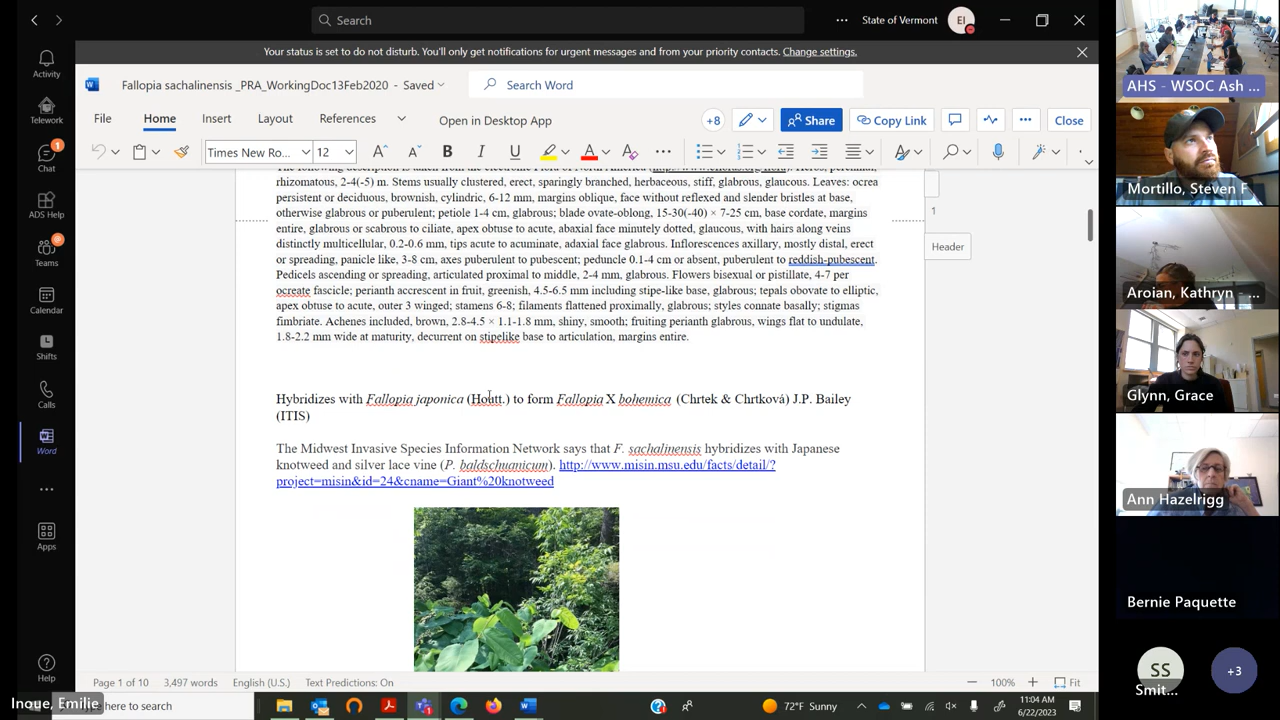 Search
State of Vermont
EI
Your status is set to do not disturb. You'll only get notifications for urgent messages and from your priority contacts. Change settings.
Activity
Telework
Chat
1
ADS Help
Teams
@
Calendar
Shifts
Calls
Word
Apps
Help
Fallopia sachalinensis _PRA_WorkingDoc13Feb2020 - Saved
Search Word
File
Home
Insert
Layout
References
Open in Desktop App
+8
Share
Copy Link
Close
Times New Ro...
12
B
I
U
A
rhizomatous, 2-4(-5) m. Stems usually clustered, erect, sparingly branched, herbaceous, stiff, glabrous, glaucous. Leaves: ocrea
persistent or deciduous, brownish, cylindric, 6-12 mm, margins oblique, face without reflexed and slender bristles at base,
otherwise glabrous or puberulent; petiole 1-4 cm, glabrous; blade ovate-oblong, 15-30(-40) × 7-25 cm, base cordate, margins
entire, glabrous or scabrous to ciliate, apex obtuse to acute, abaxial face minutely dotted, glaucous, with hairs along veins
distinctly multicellular, 0.2-0.6 mm, tips acute to acuminate, adaxial face glabrous. Inflorescences axillary, mostly distal, erect
or spreading, panicle like, 3-8 cm, axes puberulent to pubescent; peduncle 0.1-4 cm or absent, puberulent to reddish-pubescent.
Pedicels ascending or spreading, articulated proximal to middle, 2-4 mm, glabrous. Flowers bisexual or pistillate, 4-7 per
ocreate fascicle; perianth accrescent in fruit, greenish, 4.5-6.5 mm including stipe-like base, glabrous; tepals obovate to elliptic,
apex obtuse to acute, outer 3 winged; stamens 6-8; filaments flattened proximally, glabrous; styles connate basally; stigmas
fimbriate. Achenes included, brown, 2.8-4.5 × 1.1-1.8 mm, shiny, smooth; fruiting perianth glabrous, wings flat to undulate,
1.8-2.2 mm wide at maturity, decurrent on stipelike base to articulation, margins entire.
Hybridizes with Fallopia japonica (Houtt.) to form Fallopia X bohemica (Chrtek & Chrtková) J.P. Bailey
(ITIS)
The Midwest Invasive Species Information Network says that F. sachalinensis hybridizes with Japanese
knotweed and silver lace vine (P. baldschuanicum). http://www.misin.msu.edu/facts/detail/?
project=misin&id=24&cname=Giant%20knotweed
1
Header
Page 1 of 10
3,497 words
English (U.S.)
Text Predictions: On
100%
Fit
Inoue, Emilie
here to search
72°F Sunny
11:04 AM
6/22/2023
AHS - WSOC Ash ...
Mortillo, Steven F
Aroian, Kathryn -
Glynn, Grace
Ann Hazelrigg
Bernie Paquette
SS
Smit...
+3